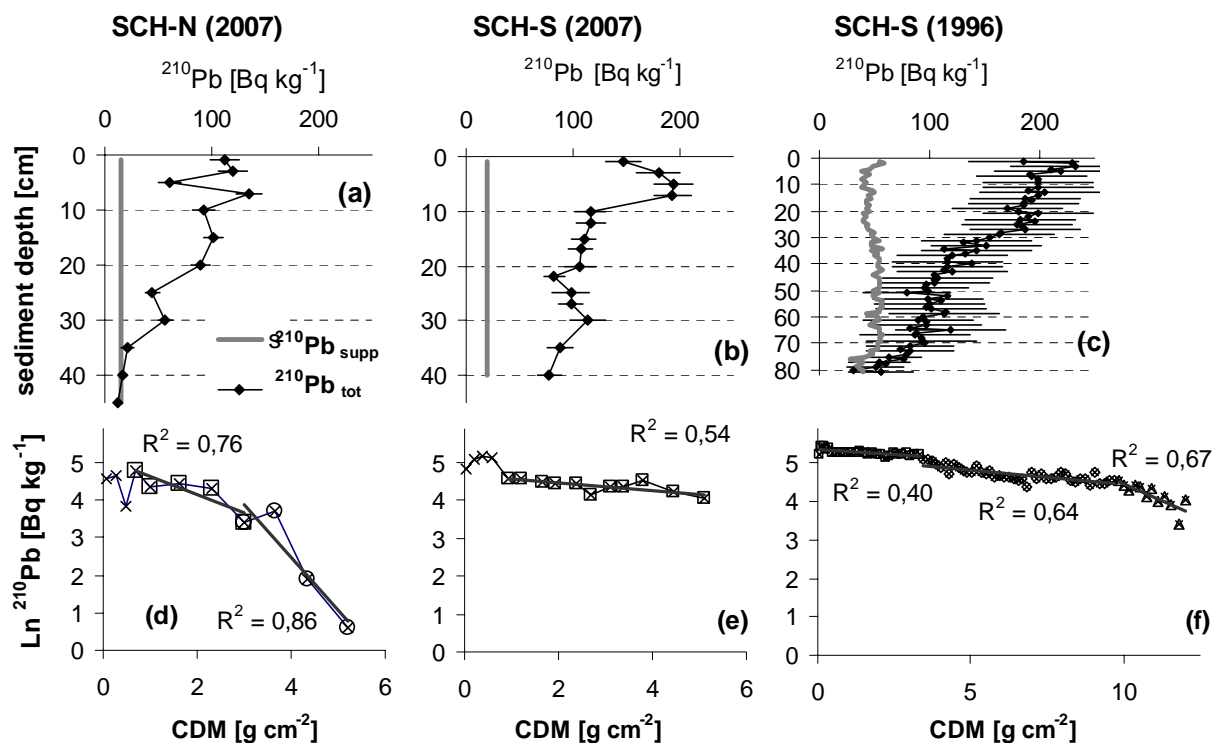 SCH-N (2007) SCH-S (2007) SCH-S (1996)
²¹⁰Pb [Bq kg⁻¹] ²¹⁰Pb [Bq kg⁻¹] ²¹⁰Pb [Bq kg⁻¹]
0 100 200 0 100 200 0 100 200
sediment depth [cm]
0 10 20 30 40
(a)
ᵍ²¹⁰Pb supp
²¹⁰Pb tot
0 10 20 30 40
(b)
0 10 20 30 40 50 60 70 80
(c)
Ln ²¹⁰Pb [Bq kg⁻¹]
5 4 3 2 1 0
R² = 0,76
(d)
R² = 0,86
0 2 4 6
CDM [g cm⁻²]
5 4 3 2 1 0
R² = 0,54
(e)
0 2 4 6
CDM [g cm⁻²]
5 4 3 2 1 0
R² = 0,67
R² = 0,40
R² = 0,64
(f)
0 5 10
CDM [g cm⁻²]